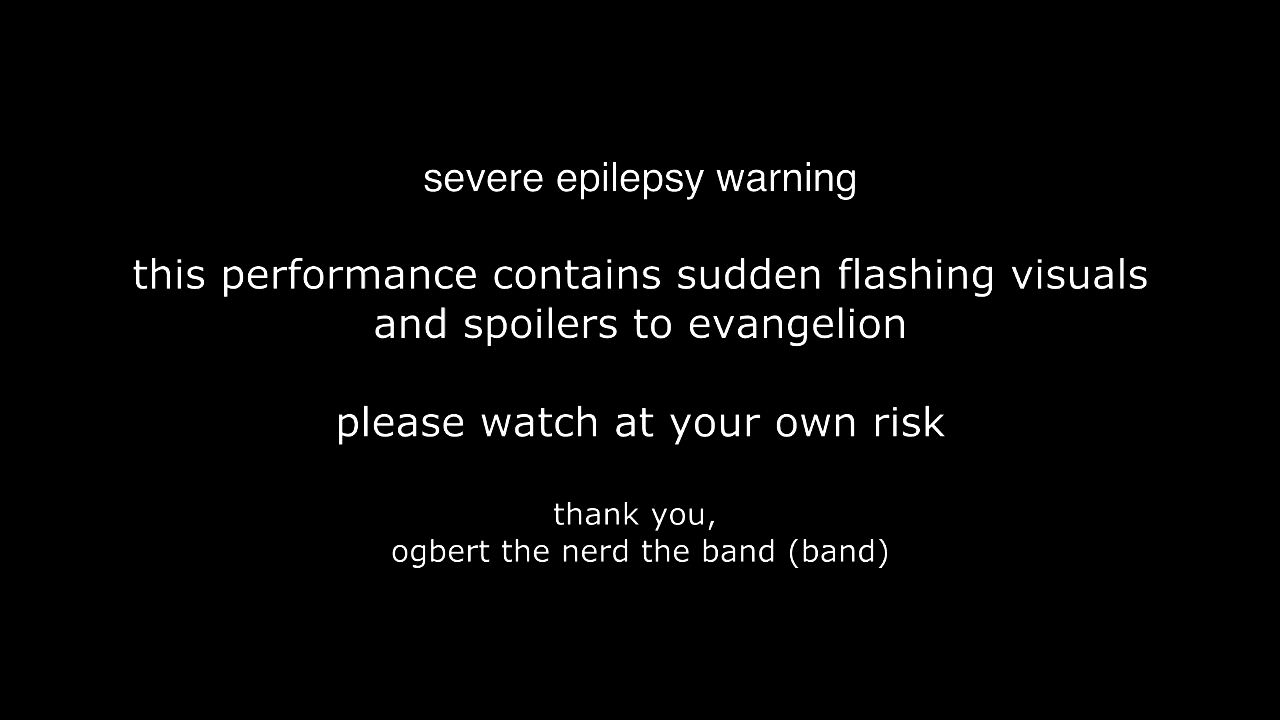 severe epilepsy warning
this performance contains sudden flashing visuals
and spoilers to evangelion
please watch at your own risk
thank you,
ogbert the nerd the band (band)